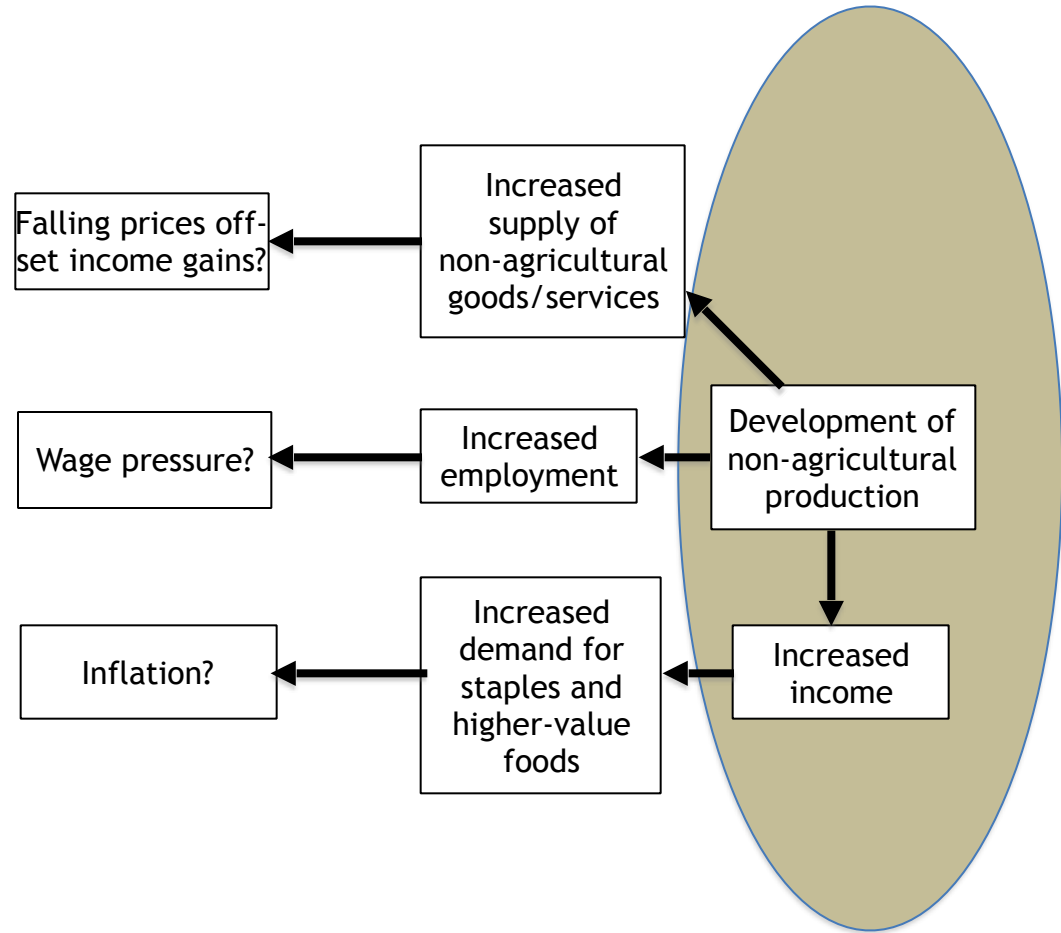 Falling prices off-
set income gains?
Increased
supply of
non-agricultural
goods/services
Wage pressure?
Increased
employment
Development of
non-agricultural
production
Inflation?
Increased
demand for
staples and
higher-value
foods
Increased
income